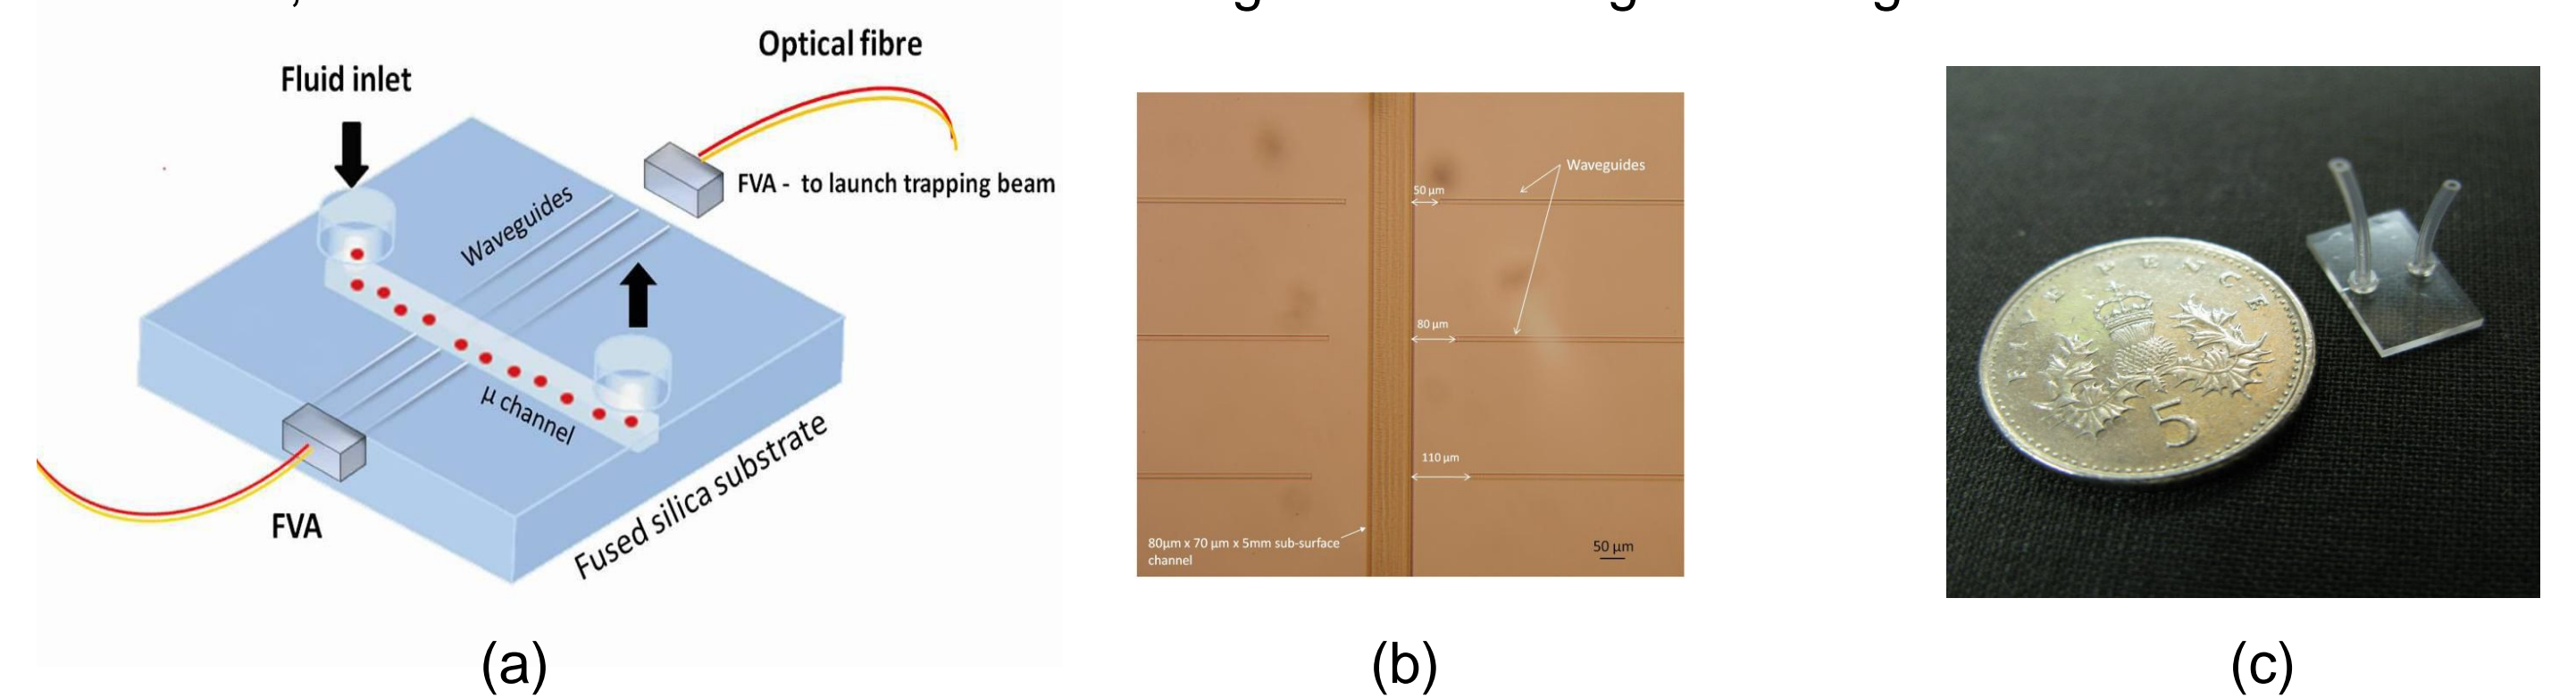 Optical fibre
Fluid inlet
FVA - to launch trapping beam
Waveguides
μ channel
Fused silica substrate
FVA
Waveguides
50 μm
80 μm
110 μm
80μm x 70 μm x 5mm sub-surface
channel
50 μm
FIVE PENCE
5
(a)
(b)
(c)